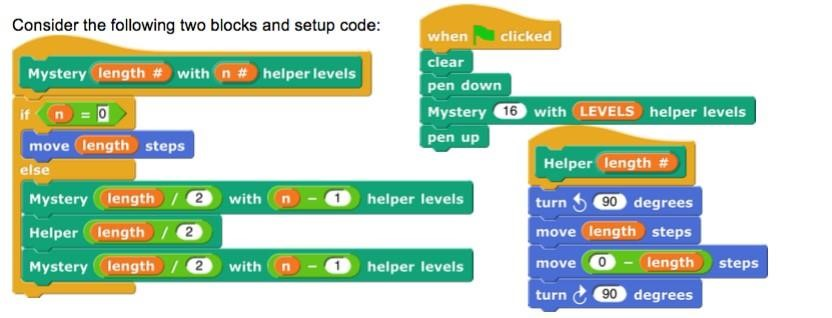 Consider the following two blocks and setup code:
Mystery length # with n # helper levels
if n = 0
move length steps
else
Mystery length / 2 with n - 1 helper levels
Helper length / 2
Mystery length / 2 with n - 1 helper levels
when clicked
clear
pen down
Mystery 16 with LEVELS helper levels
pen up
Helper length #
turn 90 degrees
move length steps
move 0 - length steps
turn 90 degrees